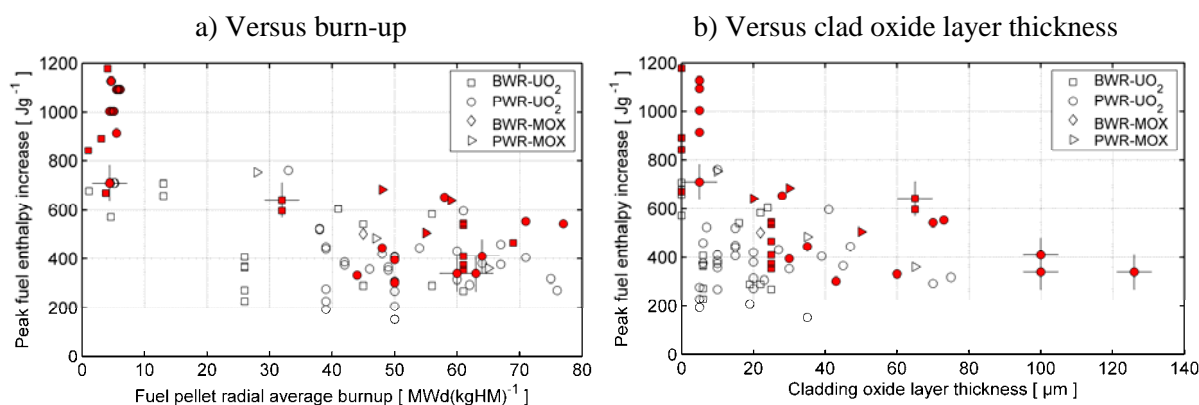 a) Versus burn-up
1200
1000
800
600
400
200
0
0 10 20 30 40 50 60 70 80
Peak fuel enthalpy increase [ Jg⁻¹ ]
Fuel pellet radial average burnup [ MWd(kgHM)⁻¹ ]
BWR-UO₂
PWR-UO₂
BWR-MOX
PWR-MOX
b) Versus clad oxide layer thickness
1200
1000
800
600
400
200
0
0 20 40 60 80 100 120 140
Peak fuel enthalpy increase [ Jg⁻¹ ]
Cladding oxide layer thickness [ μm ]
BWR-UO₂
PWR-UO₂
BWR-MOX
PWR-MOX